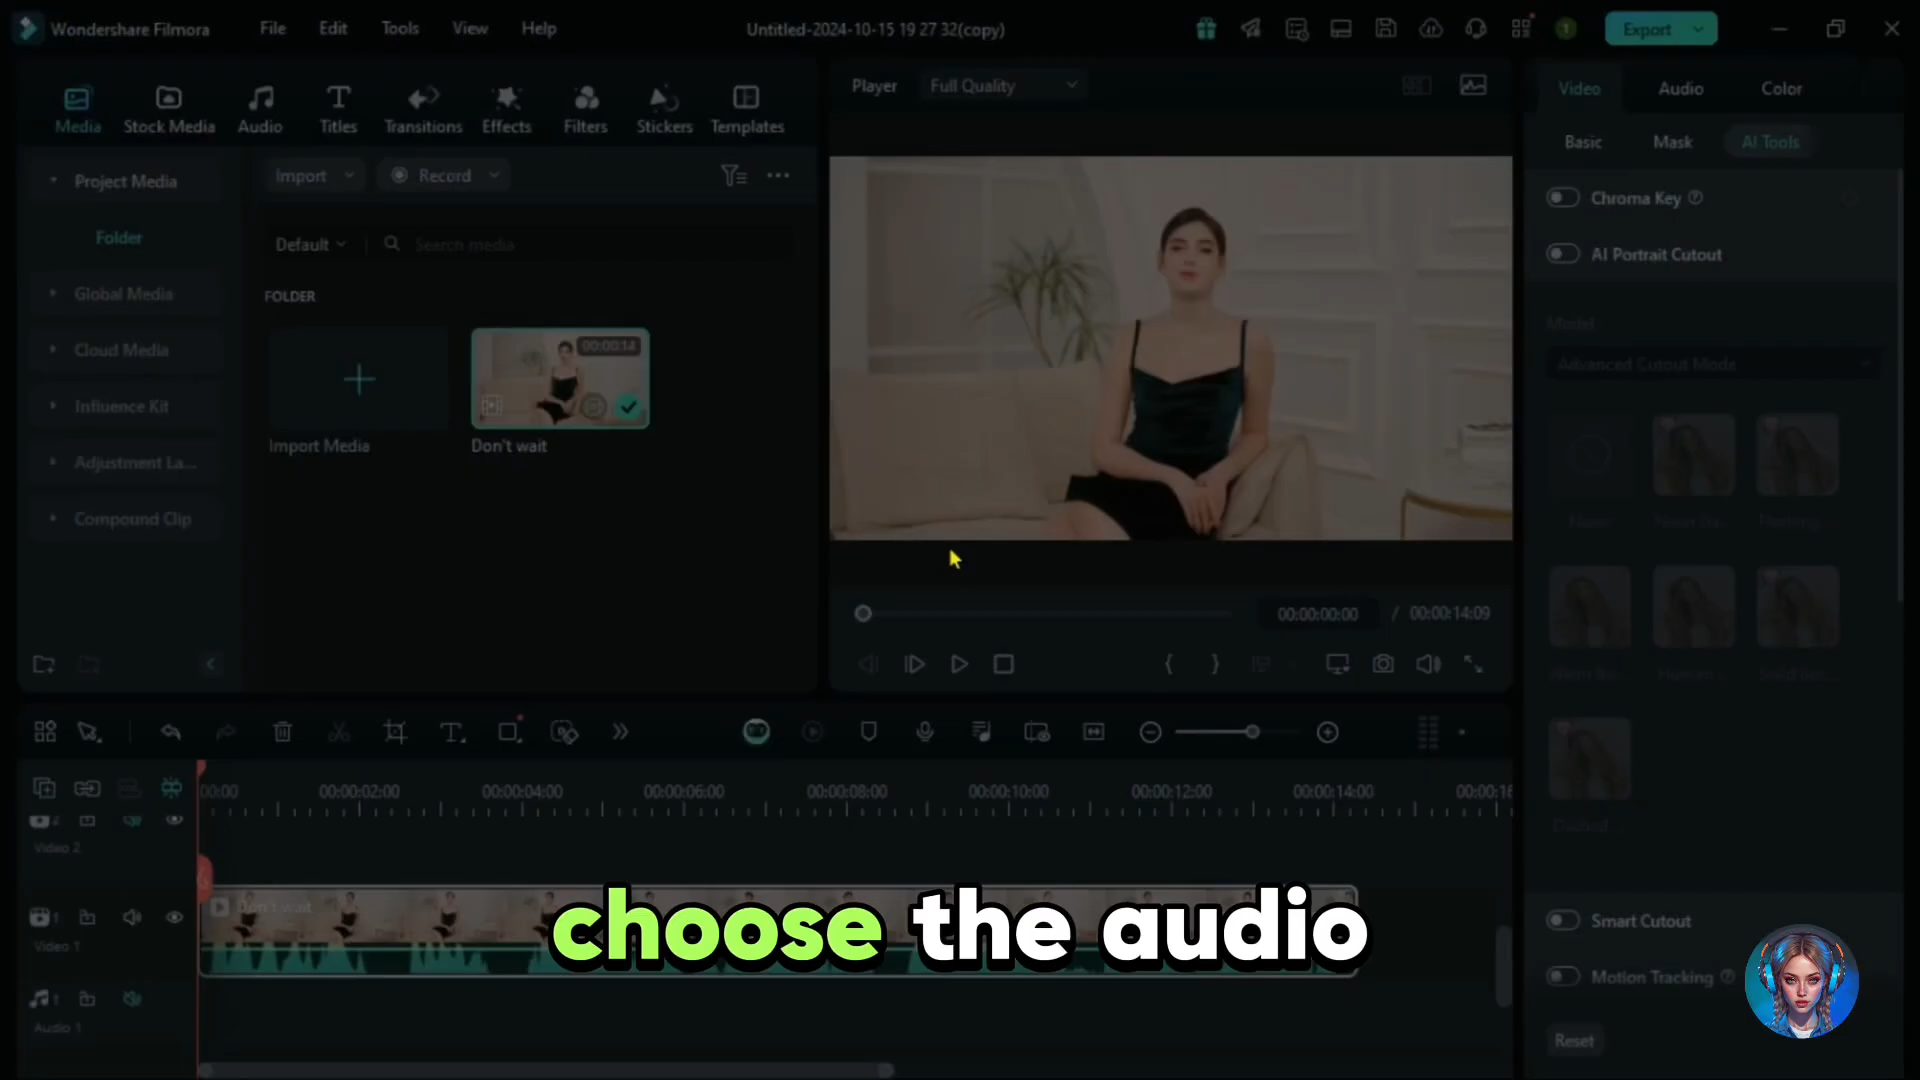 Wondershare Filmora File Edit Tools View Help Untitled-2024-10-15 19 27 32(copy) 1 Export
Media Stock Media Audio Titles Transitions Effects Filters Stickers Templates
Player Full Quality
Video Audio Color
Basic Mask AI Tools
Project Media
Folder
Global Media
Cloud Media
Influence Kit
Adjustment La...
Compound Clip
Import Record
Default Search media
FOLDER
00:00:14
Import Media Don't wait
00:00:00:00 / 00:00:14:09
Chroma Key
AI Portrait Cutout
Model
Advanced Cutout Mode
None
Smart Cutout
Motion Tracking
Reset
:00:00 00:00:02:00 00:00:04:00 00:00:06:00 00:00:08:00 00:00:10:00 00:00:12:00 00:00:14:00 00:00:16
Video 2
Don't wait
1
Video 1
1
Audio 1
choose the audio